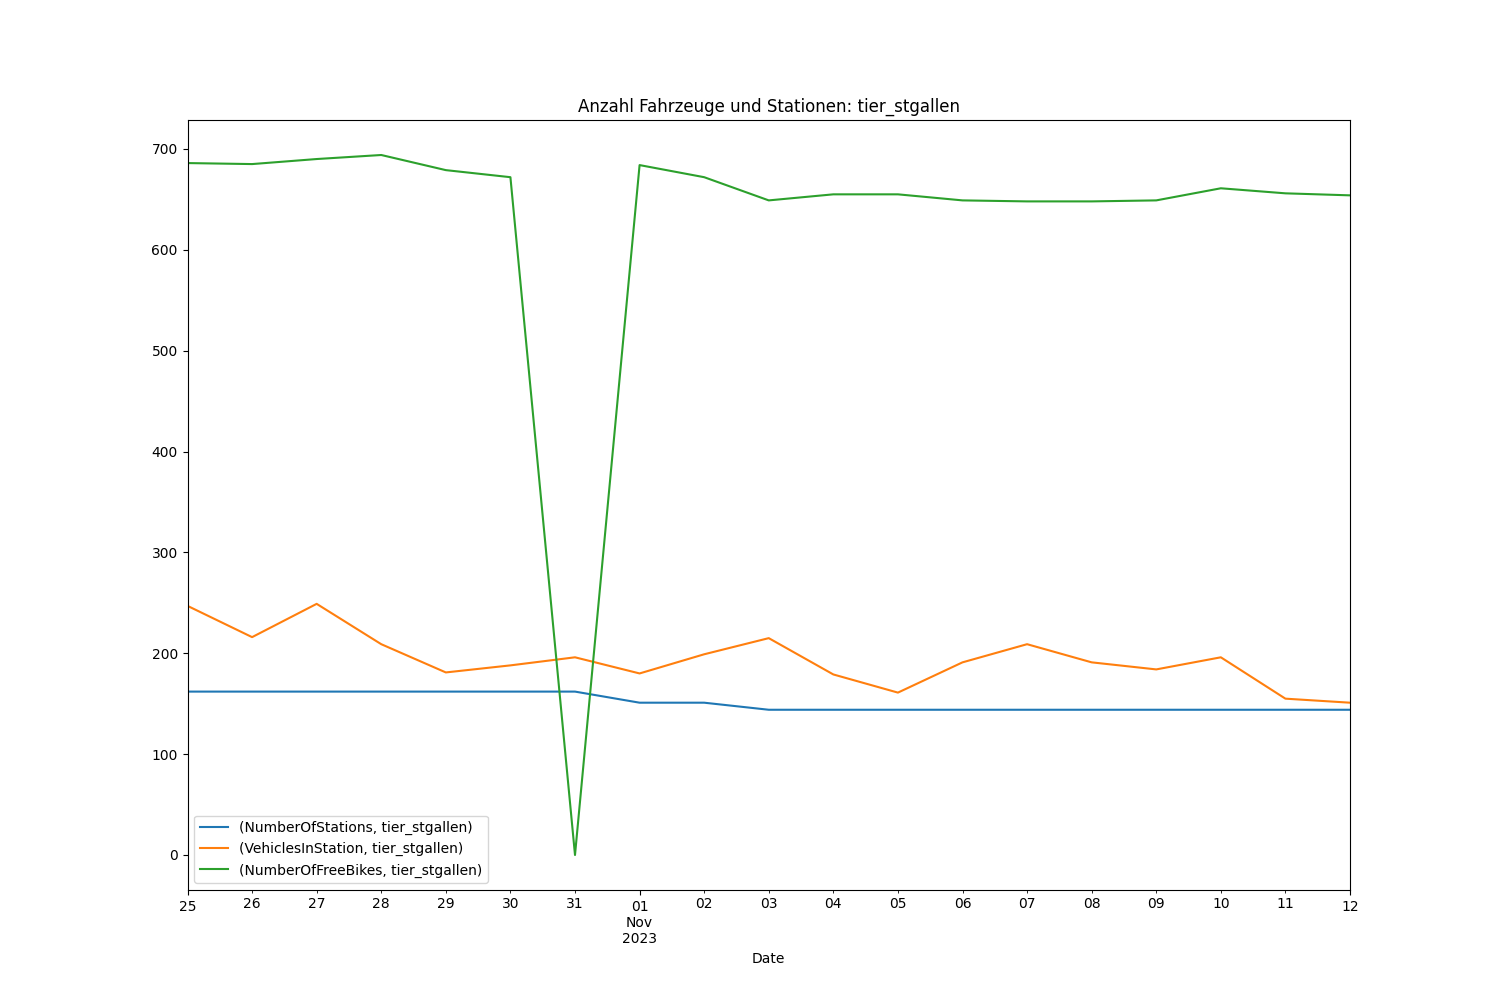 Anzahl Fahrzeuge und Stationen: tier_stgallen
700
600
500
400
300
200
100
0
(NumberOfStations, tier_stgallen)
(VehiclesInStation, tier_stgallen)
(NumberOfFreeBikes, tier_stgallen)
25 26 27 28 29 30 31 01 02 03 04 05 06 07 08 09 10 11 12
Nov
2023
Date